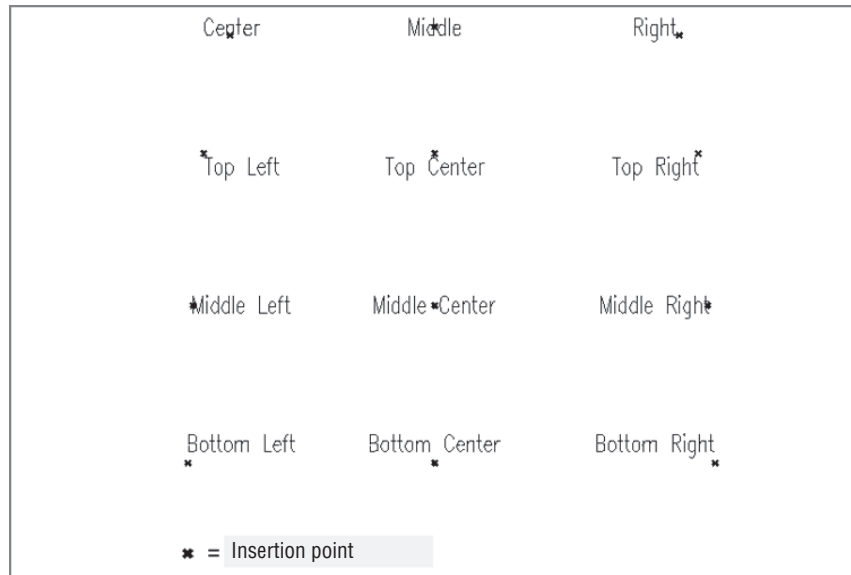 Center Middle Right
Top Left Top Center Top Right
Middle Left Middle Center Middle Right
Bottom Left Bottom Center Bottom Right
= Insertion point